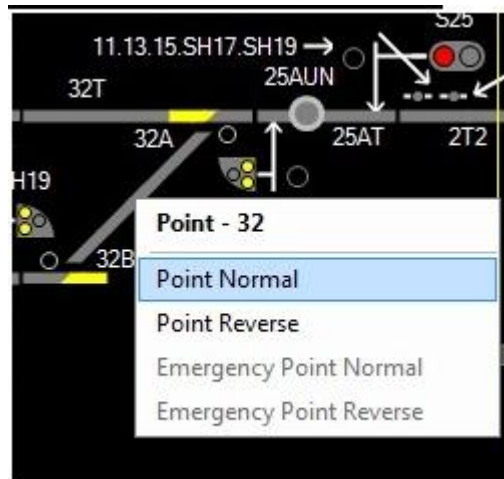 S25
11.13.15.SH17.SH19
25AUN
32T
32A
25AT
2T2
H19
32B
Point - 32
Point Normal
Point Reverse
Emergency Point Normal
Emergency Point Reverse